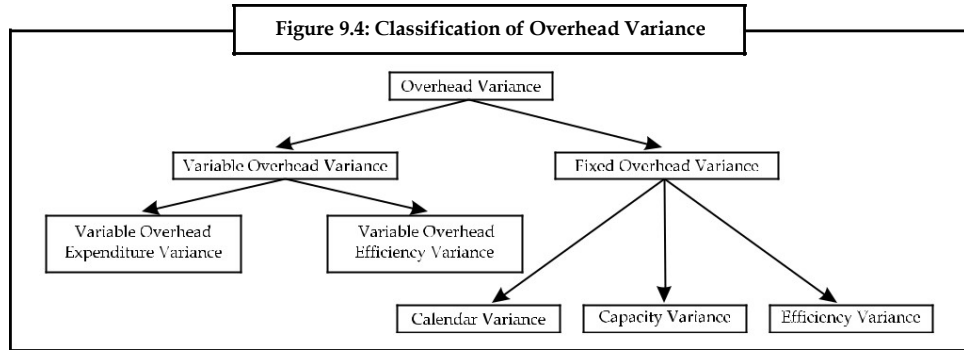 Figure 9.4: Classification of Overhead Variance
Overhead Variance
Variable Overhead Variance
Fixed Overhead Variance
Variable Overhead
Expenditure Variance
Variable Overhead
Efficiency Variance
Calendar Variance
Capacity Variance
Efficiency Variance